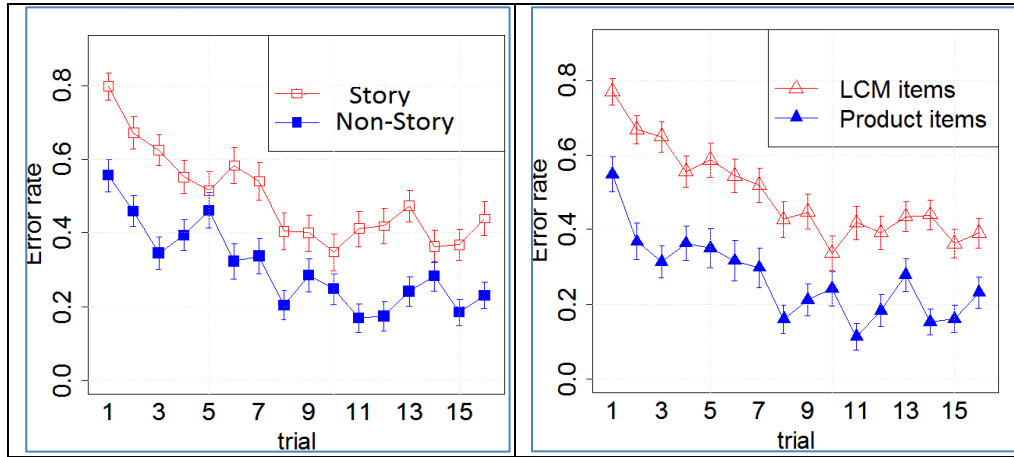 Story
Non-Story
Error rate
0.0 0.2 0.4 0.6 0.8
1 3 5 7 9 11 13 15
trial
LCM items
Product items
Error rate
0.0 0.2 0.4 0.6 0.8
1 3 5 7 9 11 13 15
trial